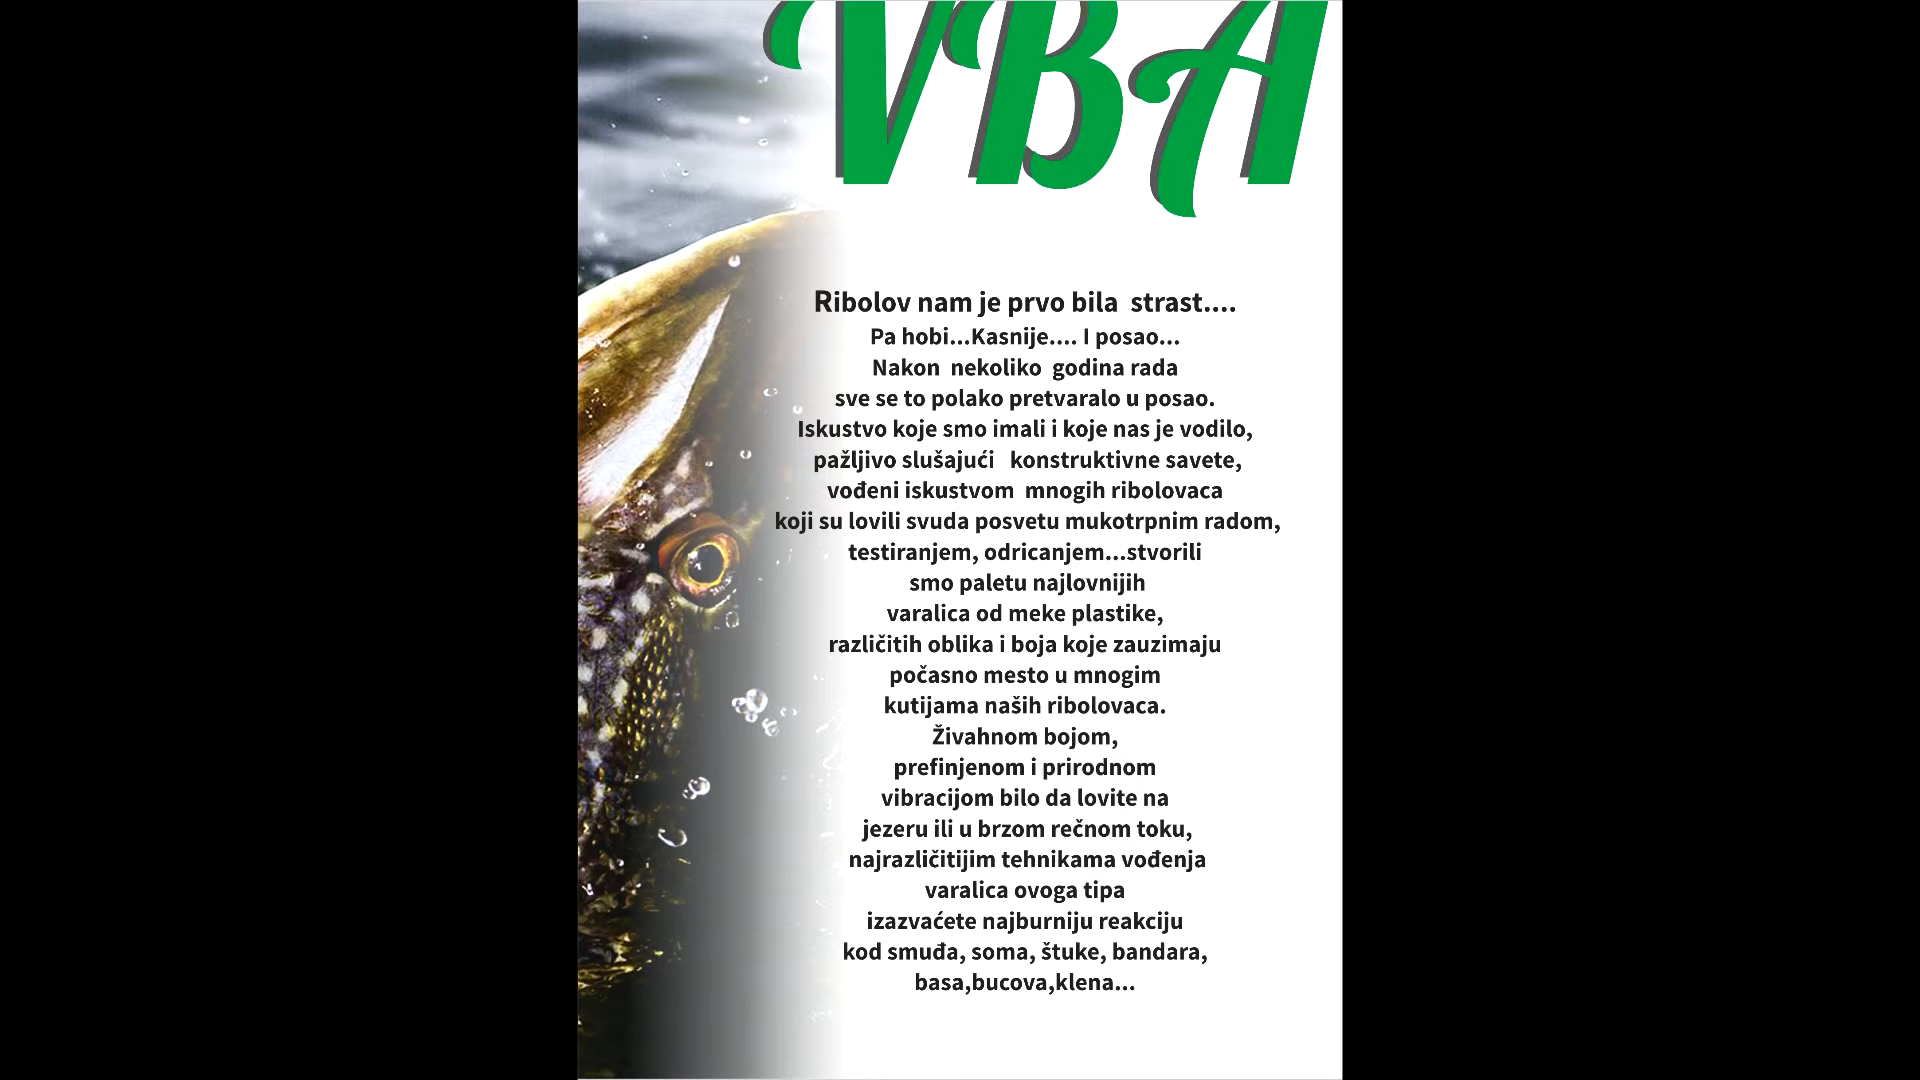 VBA
Ribolov nam je prvo bila  strast....
Pa hobi...Kasnije.... I posao...
Nakon  nekoliko  godina rada
sve se to polako pretvaralo u posao.
Iskustvo koje smo imali i koje nas je vodilo,
pažljivo slušajući   konstruktivne savete,
vođeni iskustvom  mnogih ribolovaca
koji su lovili svuda posvetu mukotrpnim radom,
testiranjem, odricanjem...stvorili
smo paletu najlovnijih
varalica od meke plastike,
različitih oblika i boja koje zauzimaju
počasno mesto u mnogim
kutijama naših ribolovaca.
Živahnom bojom,
prefinjenom i prirodnom
vibracijom bilo da lovite na
jezeru ili u brzom rečnom toku,
najrazličitijim tehnikama vođenja
varalica ovoga tipa
izazvaćete najburniju reakciju
kod smuđa, soma, štuke, bandara,
basa,bucova,klena...